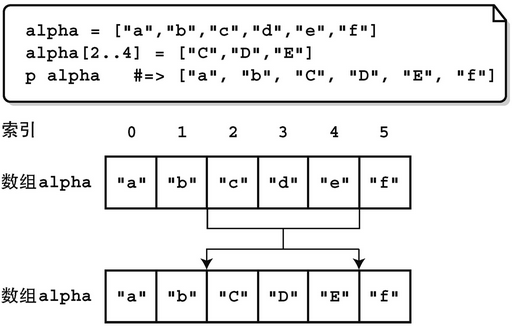 alpha = ["a","b","c","d","e","f"]
alpha[2..4] = ["C","D","E"]
p alpha   #=> ["a", "b", "C", "D", "E", "f"]
索引 0 1 2 3 4 5
数组alpha "a" "b" "c" "d" "e" "f"
数组alpha "a" "b" "C" "D" "E" "f"